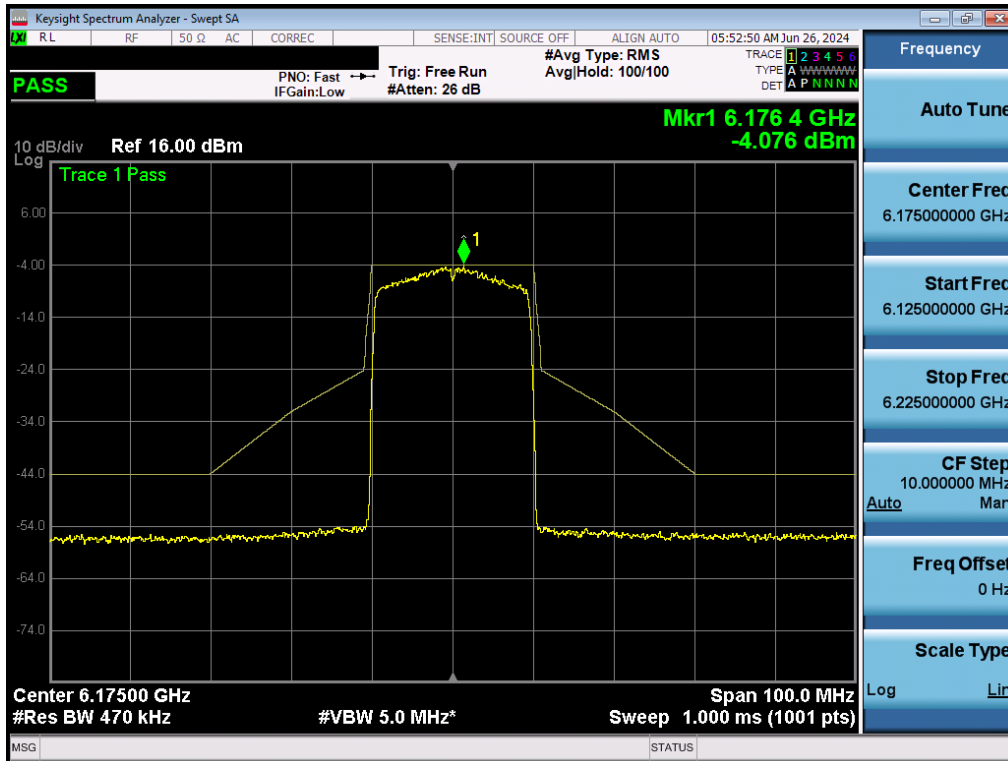 Keysight Spectrum Analyzer - Swept SA
LXI RL RF 50 Ω AC CORREC SENSE:INT SOURCE OFF ALIGN AUTO 05:52:50 AM Jun 26, 2024
PASS
PNO: Fast
IFGain:Low
Trig: Free Run
#Atten: 26 dB
#Avg Type: RMS
Avg|Hold: 100/100
TRACE 1 2 3 4 5 6
TYPE A WWWWW
DET A P N N N N
Mkr1 6.176 4 GHz
-4.076 dBm
10 dB/div Ref 16.00 dBm
Log
Trace 1 Pass
1
6.00
-4.00
-14.0
-24.0
-34.0
-44.0
-54.0
-64.0
-74.0
Center 6.17500 GHz Span 100.0 MHz
#Res BW 470 kHz #VBW 5.0 MHz* Sweep 1.000 ms (1001 pts)
MSG STATUS
Frequency
Auto Tune
Center Freq
6.175000000 GHz
Start Freq
6.125000000 GHz
Stop Freq
6.225000000 GHz
CF Step
10.000000 MHz
Auto Man
Freq Offset
0 Hz
Scale Type
Log Lin